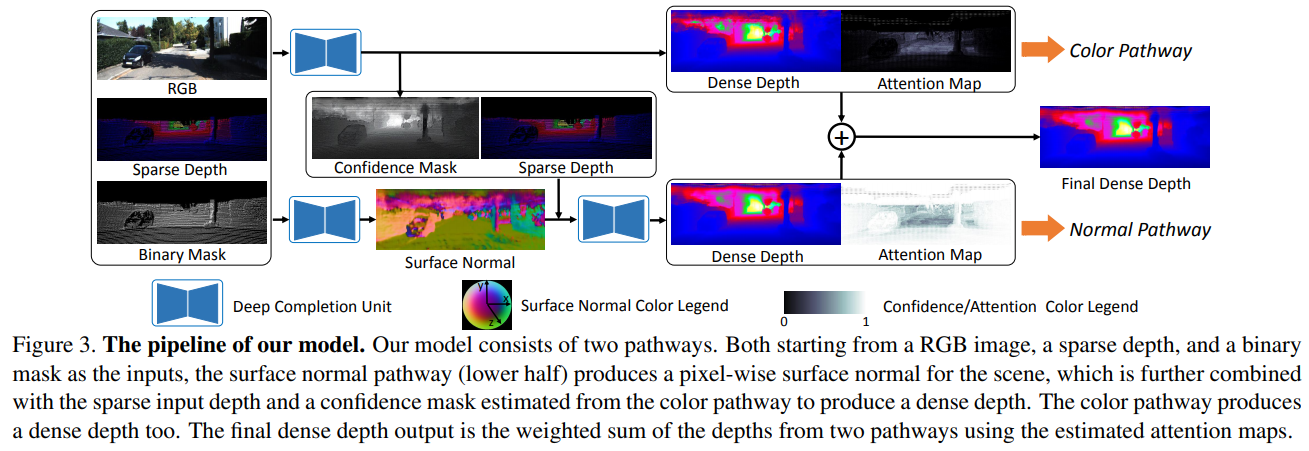 RGB
Sparse Depth
Binary Mask
Confidence Mask
Sparse Depth
Surface Normal
Dense Depth
Attention Map
Color Pathway
+
Final Dense Depth
Dense Depth
Attention Map
Normal Pathway
Deep Completion Unit
y
x
z
Surface Normal Color Legend
0
1
Confidence/Attention Color Legend
Figure 3. The pipeline of our model. Our model consists of two pathways. Both starting from a RGB image, a sparse depth, and a binary
mask as the inputs, the surface normal pathway (lower half) produces a pixel-wise surface normal for the scene, which is further combined
with the sparse input depth and a confidence mask estimated from the color pathway to produce a dense depth. The color pathway produces
a dense depth too. The final dense depth output is the weighted sum of the depths from two pathways using the estimated attention maps.